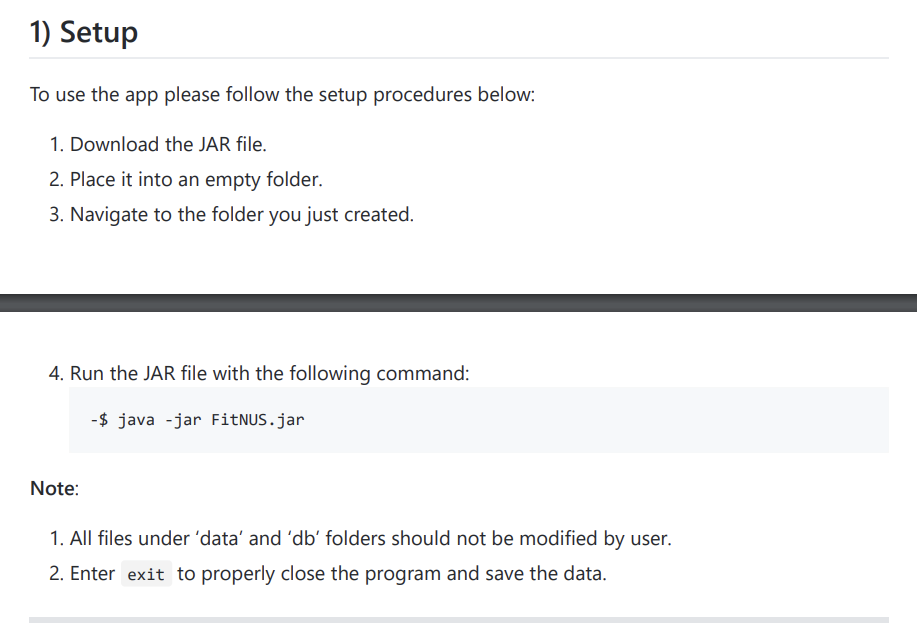 1) Setup
To use the app please follow the setup procedures below:
1. Download the JAR file.
2. Place it into an empty folder.
3. Navigate to the folder you just created.
4. Run the JAR file with the following command:
-$ java -jar FitNUS.jar
Note:
1. All files under ‘data’ and ‘db’ folders should not be modified by user.
2. Enter exit to properly close the program and save the data.